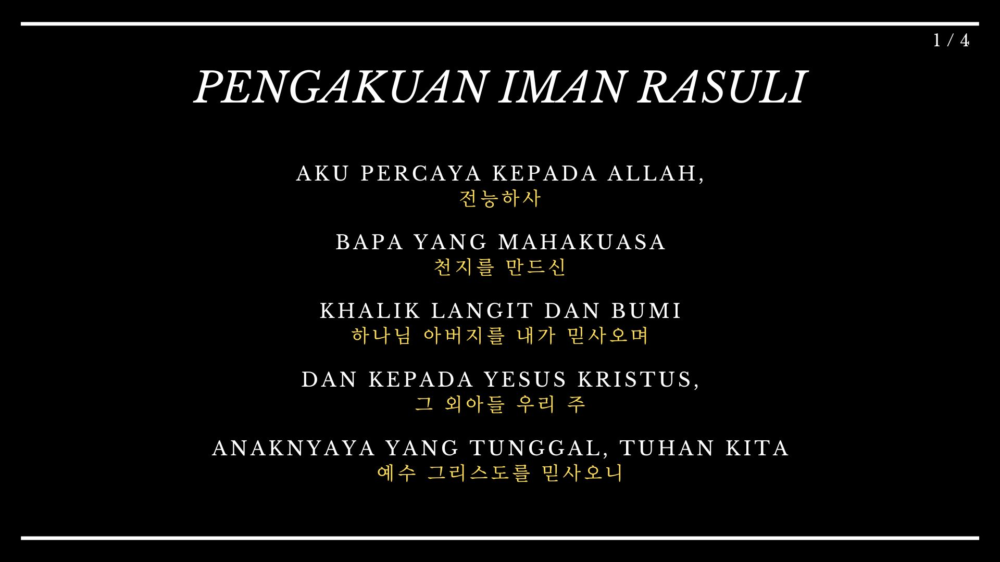 1 / 4
PENGAKUAN IMAN RASULI
AKU PERCAYA KEPADA ALLAH,
전능하사
BAPA YANG MAHAKUASA
천지를 만드신
KHALIK LANGIT DAN BUMI
하나님 아버지를 내가 믿사오며
DAN KEPADA YESUS KRISTUS,
그 외아들 우리 주
ANAKNYAYA YANG TUNGGAL, TUHAN KITA
예수 그리스도를 믿사오니